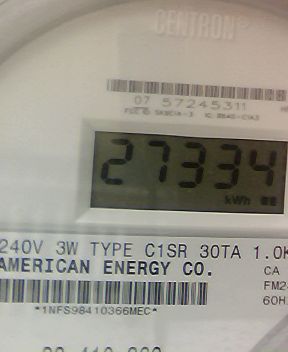 CENTRON®
07 57245311
27334
kWh
240V 3W TYPE C1SR 30TA 1.0K
AMERICAN ENERGY CO.
CA
FM2
60H
*1NFS98410366MEC*